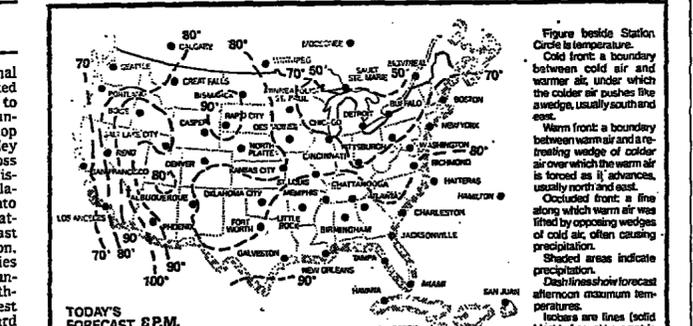 80°
CALGARY
80°
WINNIPEG
MOOSONEE
70°
SEATTLE
GREAT FALLS
70°
50°
SAULT
STE. MARIE
50°
MONTREAL
70°
PORTLAND
BISMARCK
MINNEAPOLIS
ST. PAUL
BUFFALO
BOSTON
BOISE
CASPER
90°
RAPID CITY
DES MOINES
CHICAGO
DETROIT
NEW YORK
SALT LAKE CITY
RENO
NORTH
PLATTE
PITTSBURGH
WASHINGTON
80°
DENVER
KANSAS CITY
CINCINNATI
RICHMOND
SAN FRANCISCO
80°
ST.
LOUIS
HATTERAS
ALBUQUERQUE
OKLAHOMA CITY
MEMPHIS
CHATTANOOGA
ATLANTA
HAMILTON
LOS ANGELES
PHOENIX
FORT
WORTH
LITTLE
ROCK
BIRMINGHAM
CHARLESTON
70°
80°
90°
90°
GALVESTON
JACKSONVILLE
100°
90°
NEW ORLEANS
TAMPA
HAVANA
MIAMI
SAN JUAN
TODAY'S
FORECAST 8 P.M.
Figure beside Station
Circle is temperature.
Cold front: a boundary
between cold air and
warmer air, under which
the colder air pushes like
a wedge, usually south and
east.
Warm front: a boundary
between warm air and a re-
treating wedge of colder
air over which the warm air
is forced as it advances,
usually north and east.
Occluded front: a line
along which warm air was
lifted by opposing wedges
of cold air, often causing
precipitation.
Shaded areas indicate
precipitation.
Dash lines show forecast
afternoon maximum tem-
peratures.
Isobars are lines (solid